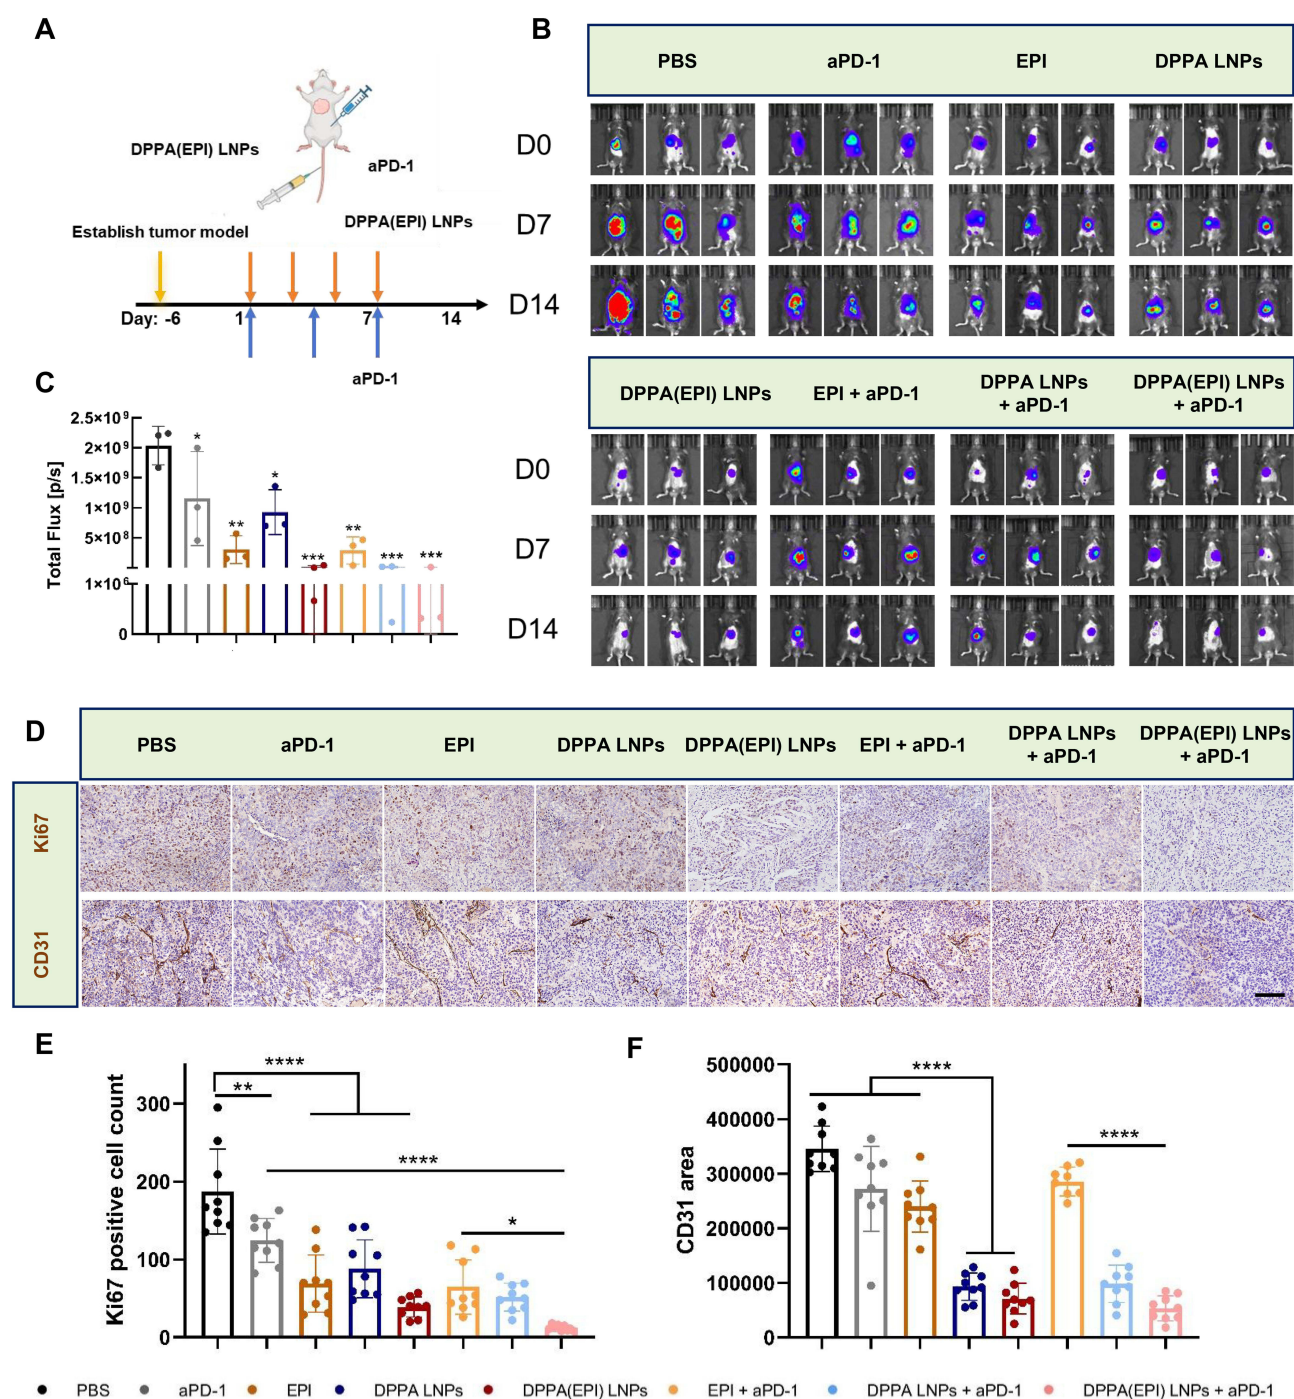 A
DPPA(EPI) LNPs
aPD-1
DPPA(EPI) LNPs
Establish tumor model
Day: -6 1 7 14
aPD-1
B
PBS aPD-1 EPI DPPA LNPs
D0
D7
D14
DPPA(EPI) LNPs EPI + aPD-1 DPPA LNPs + aPD-1 DPPA(EPI) LNPs + aPD-1
D0
D7
D14
C
Total Flux [p/s]
2.5×10⁹
2×10⁹
1.5×10⁹
1×10⁹
5×10⁸
1×10⁶
0
* ** * *** ** *** ***
D
PBS aPD-1 EPI DPPA LNPs DPPA(EPI) LNPs EPI + aPD-1 DPPA LNPs + aPD-1 DPPA(EPI) LNPs + aPD-1
Ki67
CD31
E
Ki67 positive cell count
300
200
100
0
****
**
****
*
F
CD31 area
500000
400000
300000
200000
100000
0
****
****
PBS aPD-1 EPI DPPA LNPs DPPA(EPI) LNPs EPI + aPD-1 DPPA LNPs + aPD-1 DPPA(EPI) LNPs + aPD-1